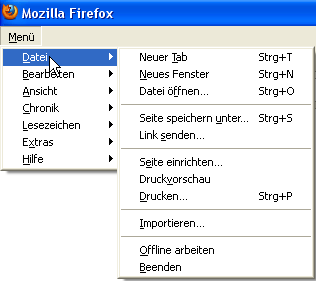 Mozilla Firefox
Menü
Datei
Bearbeiten
Ansicht
Chronik
Lesezeichen
Extras
Hilfe
Neuer Tab Strg+T
Neues Fenster Strg+N
Datei öffnen... Strg+O
Seite speichern unter... Strg+S
Link senden...
Seite einrichten...
Druckvorschau
Drucken... Strg+P
Importieren...
Offline arbeiten
Beenden